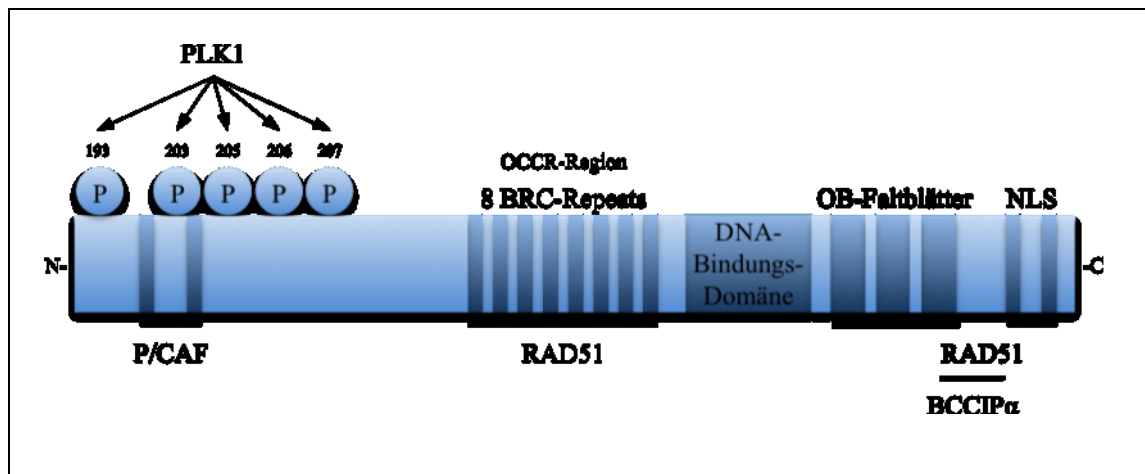 PLK1
193 203 205 206 207
P P P P P
OCCR-Region
8 BRC-Repeats OB-Faltblätter NLS
N- DNA- -C
Bindungs-
Domäne
P/CAF RAD51 RAD51
BCCIPα